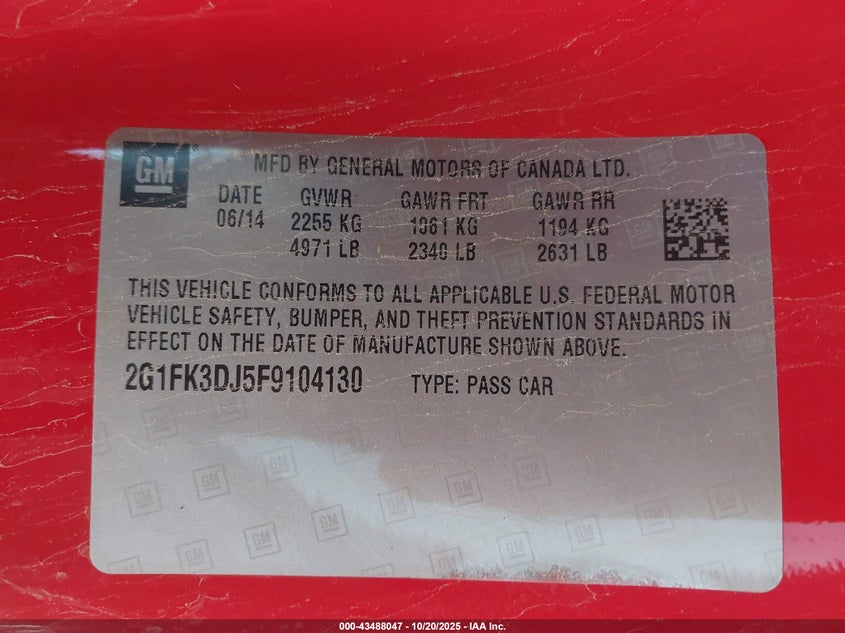 GM
MFD BY GENERAL MOTORS OF CANADA LTD.
DATE GVWR GAWR FRT GAWR RR
06/14 2255 KG 1061 KG 1194 KG
4971 LB 2340 LB 2631 LB
THIS VEHICLE CONFORMS TO ALL APPLICABLE U.S. FEDERAL MOTOR
VEHICLE SAFETY, BUMPER, AND THEFT PREVENTION STANDARDS IN
EFFECT ON THE DATE OF MANUFACTURE SHOWN ABOVE.
2G1FK3DJ5F9104130 TYPE: PASS CAR
000-43488047 - 10/20/2025 - IAA Inc.